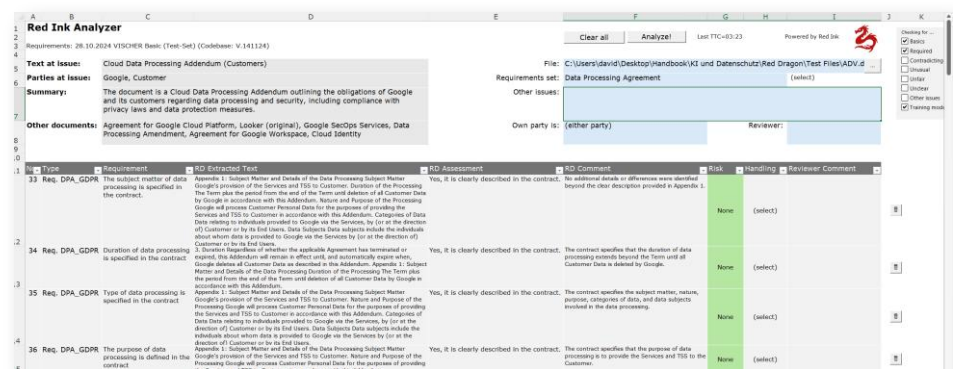 A B C D E F G H I J K
1 Red Ink Analyzer
Clear all Analyze! Last TTC=03:23 Powered by Red Ink
Requirements: 28.10.2024 VISCHER Basic (Test-Set) (Codebase: V.141124)
Checking for ...
Basics
Required
Contradicting
Unusual
Unfair
Unclear
Other issues
Training mode
Text at issue: Cloud Data Processing Addendum (Customers)
File: C:\Users\david\Desktop\Handbook\KI und Datenschutz\Red Dragon\Test Files\ADV.d ...
Parties at issue: Google, Customer
Requirements set: Data Processing Agreement (select)
Summary: The document is a Cloud Data Processing Addendum outlining the obligations of Google
and its customers regarding data processing and security, including compliance with
privacy laws and data protection measures.
Other issues:
Other documents: Agreement for Google Cloud Platform, Looker (original), Google SecOps Services, Data
Processing Amendment, Agreement for Google Workspace, Cloud Identity
Own party is: (either party) Reviewer:
Type Requirement RD Extracted Text RD Assessment RD Comment Risk Handling Reviewer Comment
33 Req. DPA_GDPR The subject matter of data
processing is specified in
the contract.
Appendix 1: Subject Matter and Details of the Data Processing Subject Matter
Google's provision of the Services and TSS to Customer. Duration of the Processing
The Term plus the period from the end of the Term until deletion of all Customer Data
by Google in accordance with this Addendum. Nature and Purpose of the Processing
Google will process Customer Personal Data for the purposes of providing the
Services and TSS to Customer in accordance with this Addendum. Categories of Data
Data relating to individuals provided to Google via the Services, by (or at the direction
of) Customer or by its End Users. Data Subjects Data subjects include the individuals
about whom data is provided to Google via the Services by (or at the direction of)
Customer or by its End Users.
Yes, it is clearly described in the contract.
No additional details or differences were identified
beyond the clear description provided in Appendix 1.
None (select)
34 Req. DPA_GDPR Duration of data processing
is specified in the contract
3. Duration Regardless of whether the applicable Agreement has terminated or
expired, this Addendum will remain in effect until, and automatically expire when,
Google deletes all Customer Data as described in this Addendum. Appendix 1: Subject
Matter and Details of the Data Processing Duration of the Processing The Term plus
the period from the end of the Term until deletion of all Customer Data by Google in
accordance with this Addendum.
Yes, it is clearly described in the contract.
The contract specifies that the duration of data
processing extends beyond the Term until all
Customer Data is deleted by Google.
None (select)
35 Req. DPA_GDPR Type of data processing is
specified in the contract
Appendix 1: Subject Matter and Details of the Data Processing Subject Matter
Google's provision of the Services and TSS to Customer. Nature and Purpose of the
Processing Google will process Customer Personal Data for the purposes of providing
the Services and TSS to Customer in accordance with this Addendum. Categories of
Data Data relating to individuals provided to Google via the Services, by (or at the
direction of) Customer or by its End Users. Data Subjects Data subjects include the
individuals about whom data is provided to Google via the Services by (or at the
direction of) Customer or by its End Users.
Yes, it is clearly described in the contract.
The contract specifies the subject matter, nature,
purpose, categories of data, and data subjects
involved in the data processing.
None (select)
36 Req. DPA_GDPR The purpose of data
processing is defined in the
contract
Appendix 1: Subject Matter and Details of the Data Processing Subject Matter
Google's provision of the Services and TSS to Customer. Nature and Purpose of the
Processing Google will process Customer Personal Data for the purposes of providing
Yes, it is clearly described in the contract.
The contract specifies that the purpose of data
processing is to provide the Services and TSS to the
Customer.
None (select)